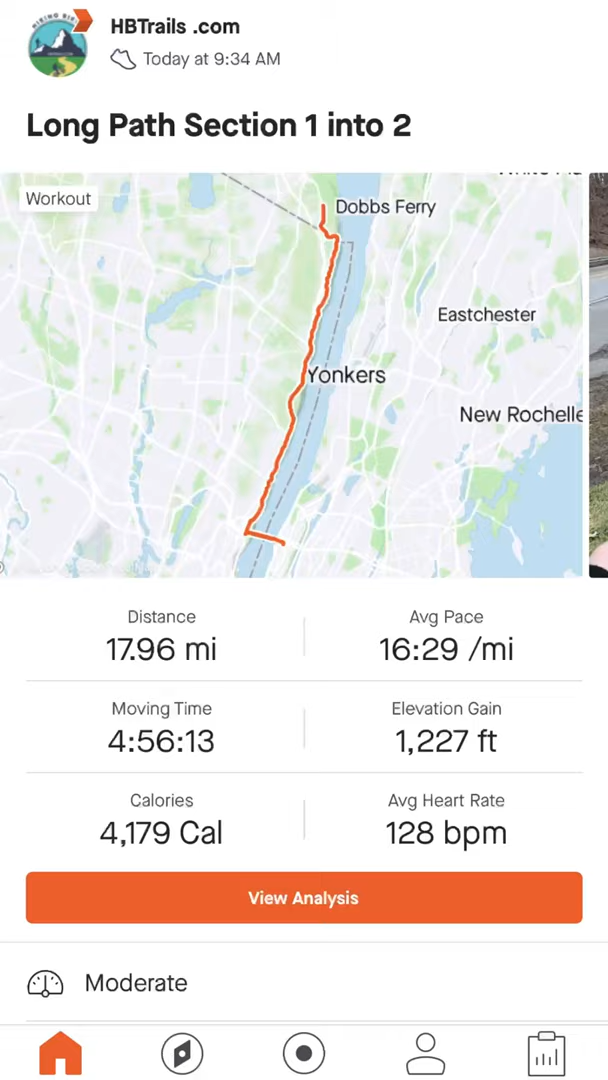 HBTrails .com
Today at 9:34 AM
Long Path Section 1 into 2
Workout
Dobbs Ferry
Eastchester
Yonkers
New Rochelle
Distance
17.96 mi
Avg Pace
16:29 /mi
Moving Time
4:56:13
Elevation Gain
1,227 ft
Calories
4,179 Cal
Avg Heart Rate
128 bpm
View Analysis
Moderate